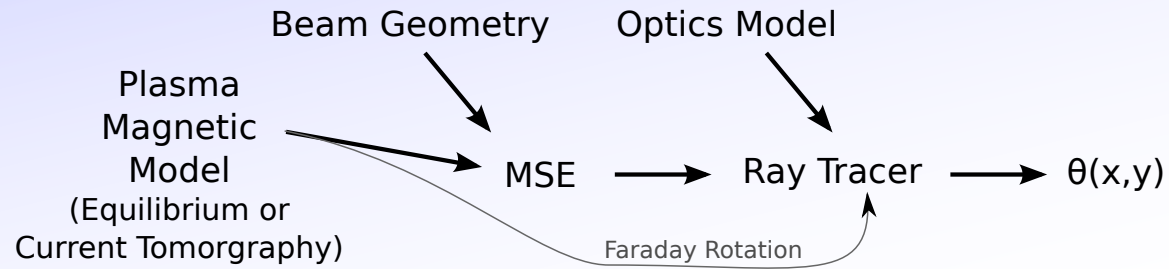 Beam Geometry
Optics Model
Plasma
Magnetic
Model
(Equilibrium or
Current Tomorgraphy)
MSE
Ray Tracer
θ(x,y)
Faraday Rotation